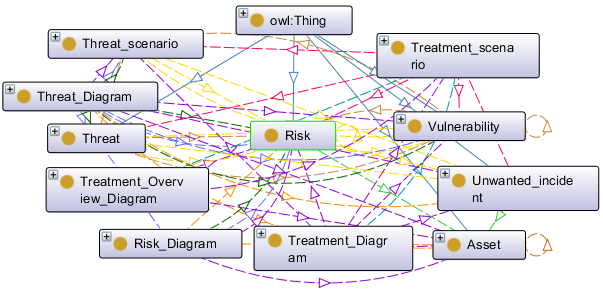 owl:Thing
Threat_scenario
Treatment_scena
rio
Threat_Diagram
Threat
Risk
Vulnerability
Treatment_Overv
iew_Diagram
Unwanted_incide
nt
Risk_Diagram
Treatment_Diagr
am
Asset